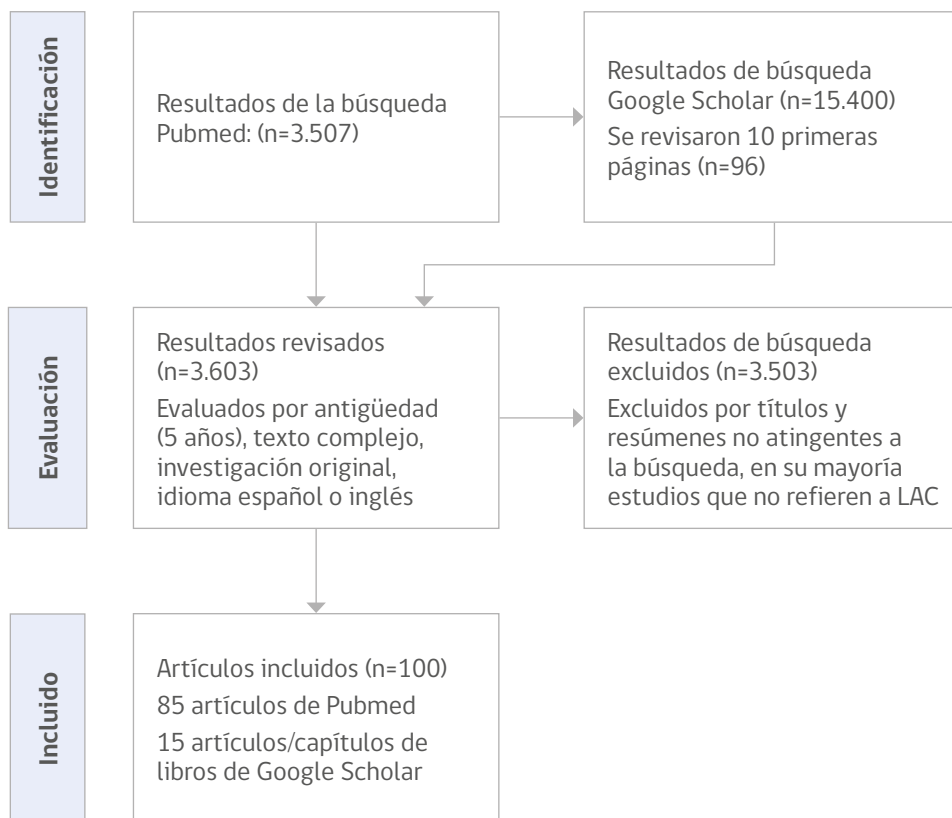 Identificación
Resultados de la búsqueda
Pubmed: (n=3.507)
Resultados de búsqueda
Google Scholar (n=15.400)
Se revisaron 10 primeras
páginas (n=96)
Evaluación
Resultados revisados
(n=3.603)
Evaluados por antigüedad
(5 años), texto complejo,
investigación original,
idioma español o inglés
Resultados de búsqueda
excluidos (n=3.503)
Excluidos por títulos y
resúmenes no atingentes a
la búsqueda, en su mayoría
estudios que no refieren a LAC
Incluido
Artículos incluidos (n=100)
85 artículos de Pubmed
15 artículos/capítulos de
libros de Google Scholar